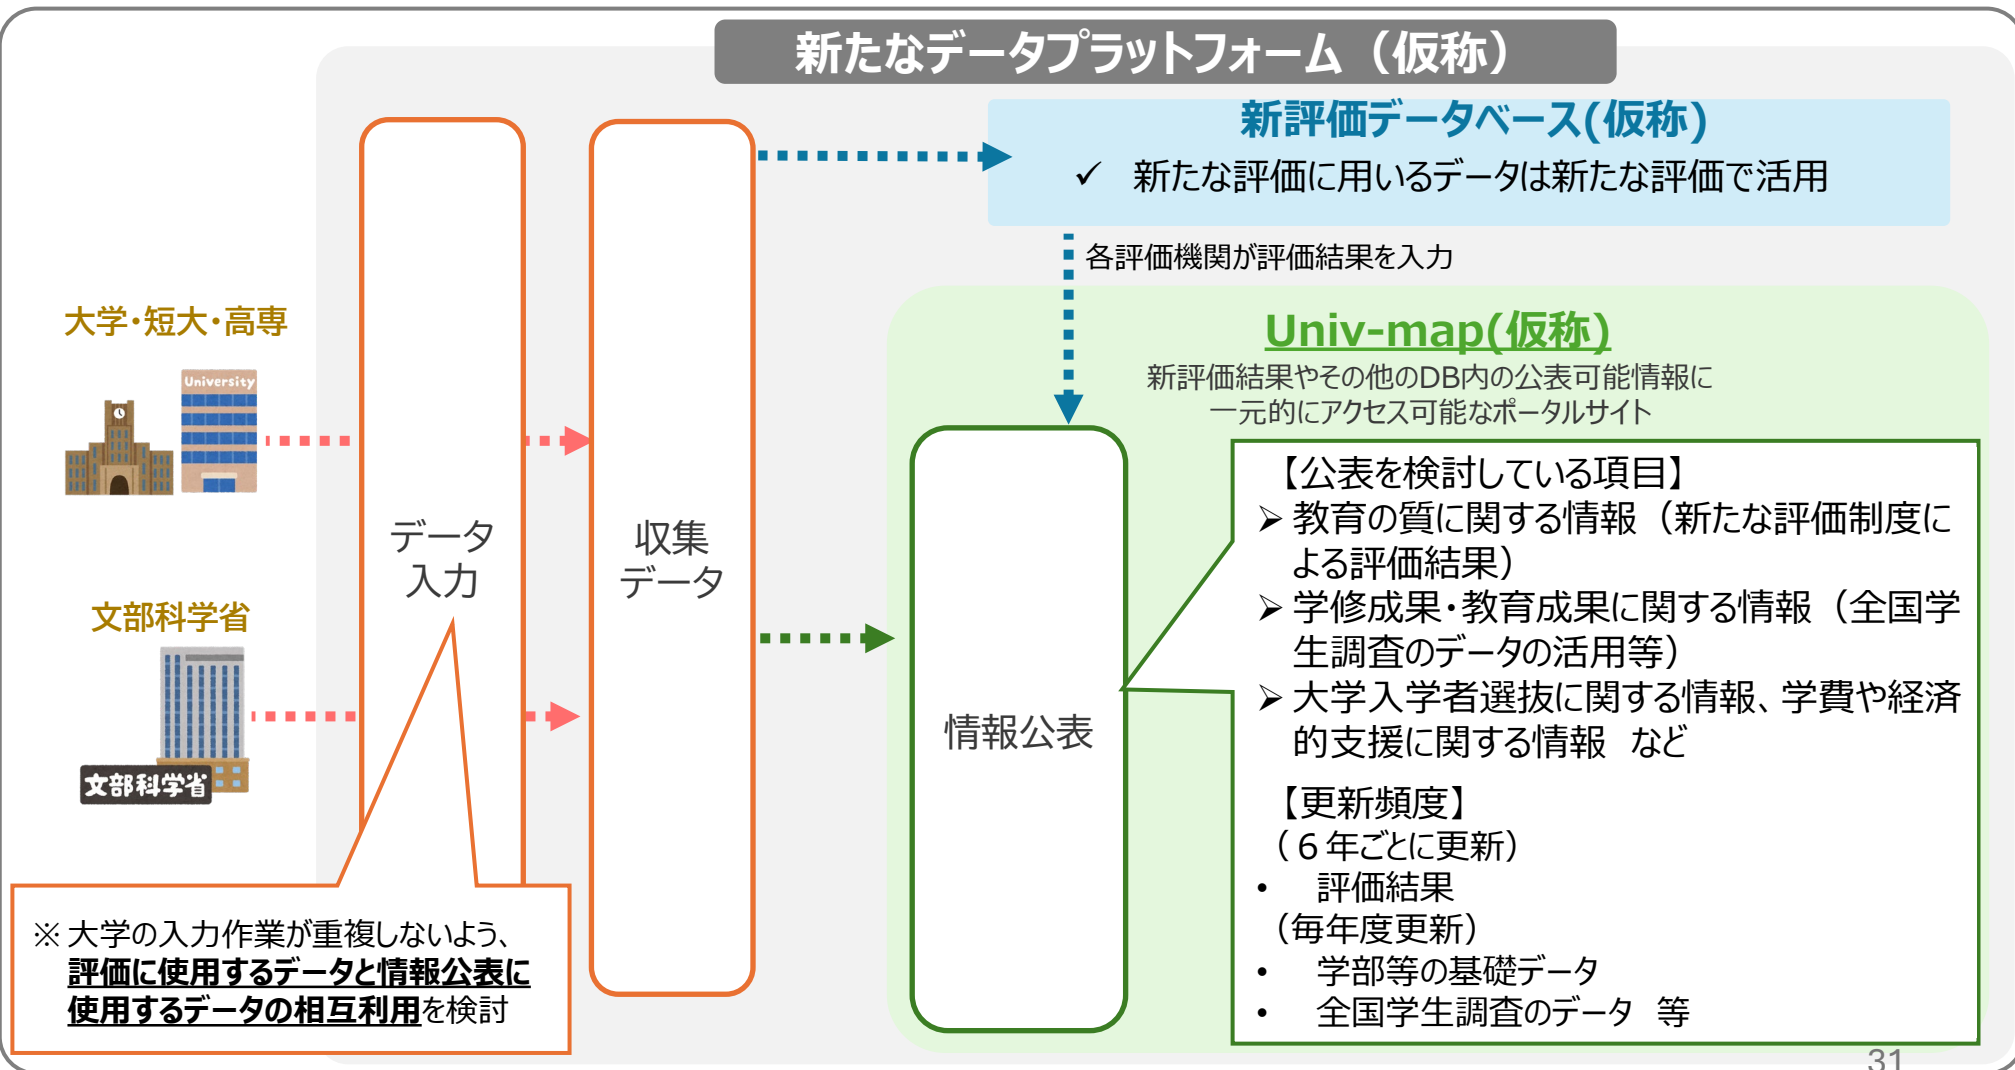 新たなデータプラットフォーム（仮称）
新評価データベース(仮称)
✓ 新たな評価に用いるデータは新たな評価で活用
各評価機関が評価結果を入力
大学・短大・高専
University
文部科学省
文部科学省
データ
入力
収集
データ
Univ-map(仮称)
新評価結果やその他のDB内の公表可能情報に
一元的にアクセス可能なポータルサイト
情報公表
【公表を検討している項目】
➢ 教育の質に関する情報（新たな評価制度に
よる評価結果）
➢ 学修成果・教育成果に関する情報（全国学
生調査のデータの活用等）
➢ 大学入学者選抜に関する情報、学費や経済
的支援に関する情報　など
【更新頻度】
（６年ごとに更新）
• 評価結果
（毎年度更新）
• 学部等の基礎データ
• 全国学生調査のデータ　等
※ 大学の入力作業が重複しないよう、
評価に使用するデータと情報公表に
使用するデータの相互利用を検討
31